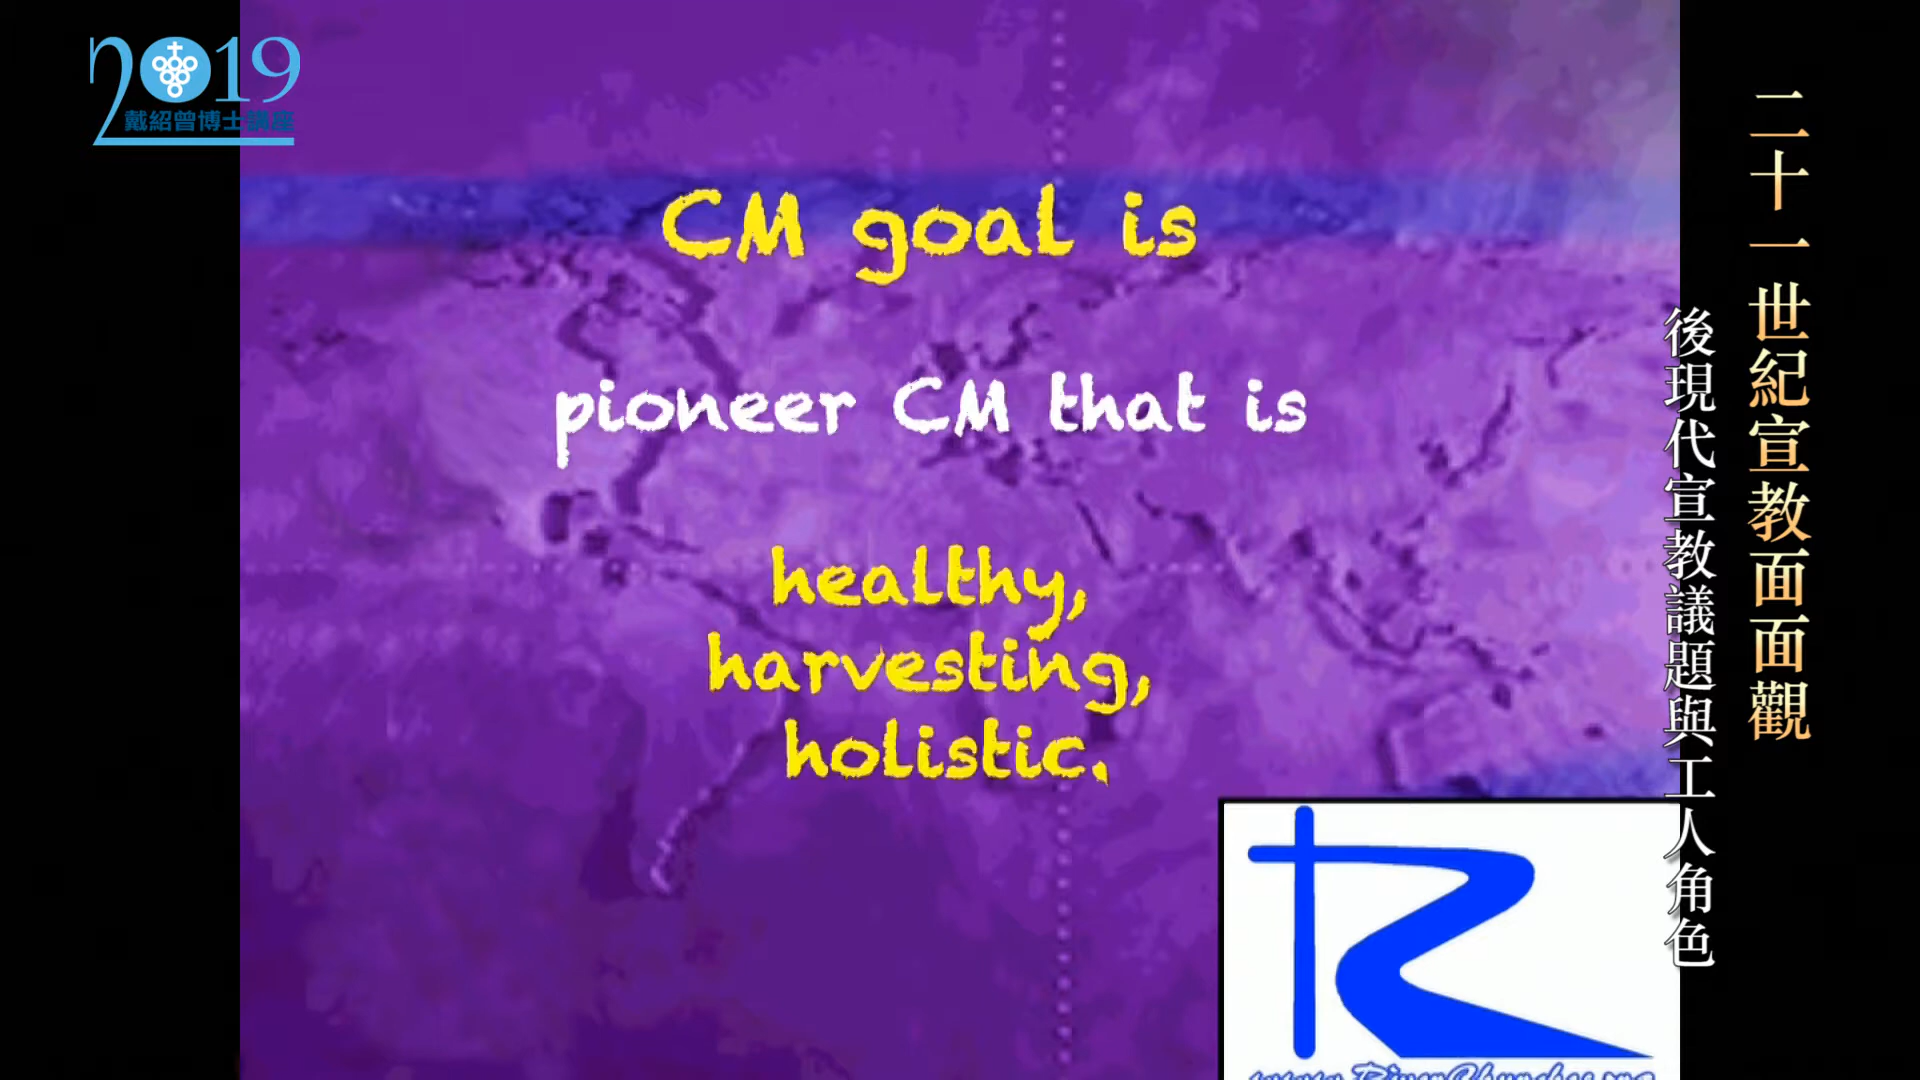 2019
戴紹曾博士講座
CM goal is
pioneer CM that is
healthy,
harvesting,
holistic.
二十一世紀宣教面面觀
後現代宣教議題與工人角色